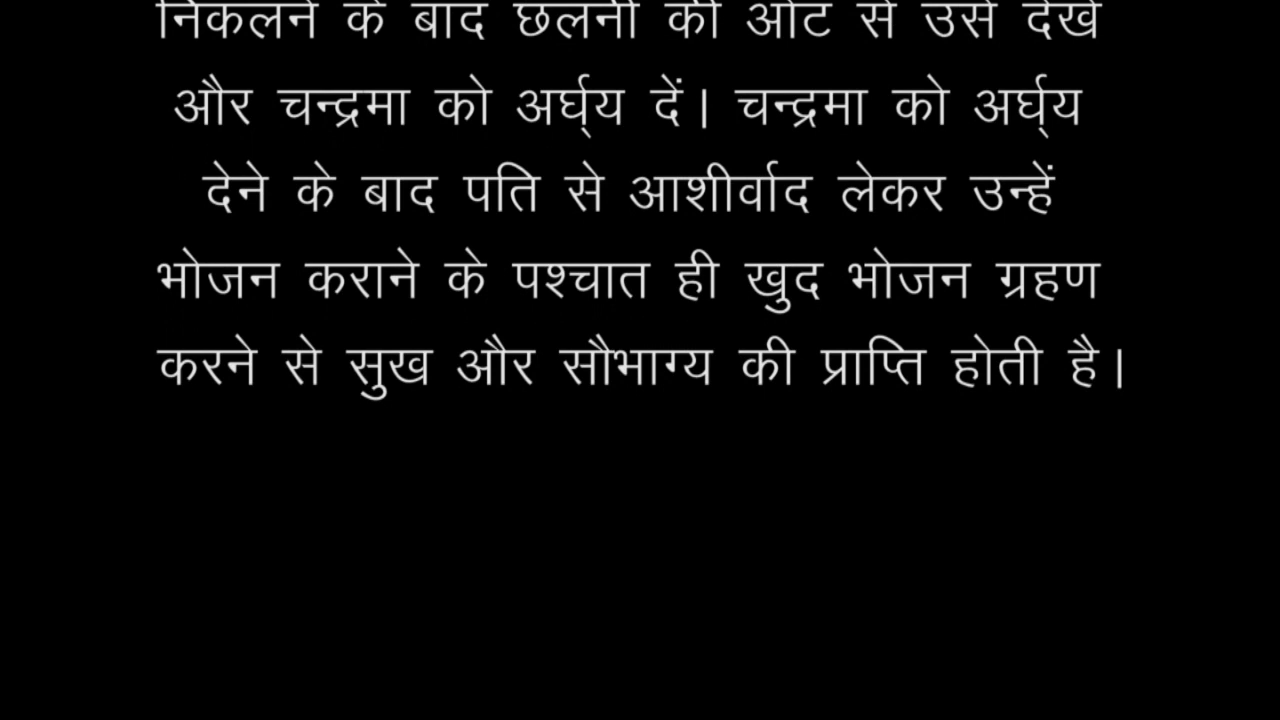 निकलने के बाद छलनी की ओट से उसे देखें
और चन्द्रमा को अर्घ्य दें। चन्द्रमा को अर्घ्य
देने के बाद पति से आशीर्वाद लेकर उन्हें
भोजन कराने के पश्चात ही खुद भोजन ग्रहण
करने से सुख और सौभाग्य की प्राप्ति होती है।